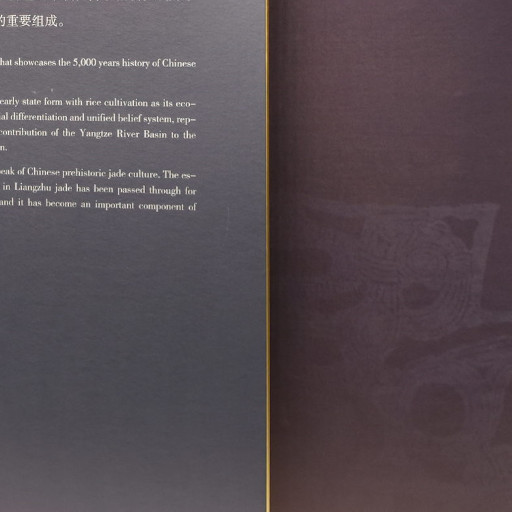 的重要组成。
hat showcases the 5,000 years history of Chinese
early state form with rice cultivation as its eco-
al differentiation and unified belief system, rep-
contribution of the Yangtze River Basin to the
n.
eak of Chinese prehistoric jade culture. The es-
in Liangzhu jade has been passed through for
and it has become an important component of